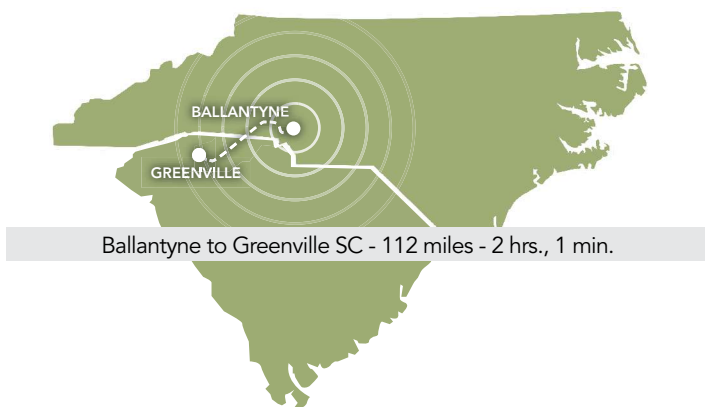 BALLANTYNE
GREENVILLE
Ballantyne to Greenville SC - 112 miles - 2 hrs., 1 min.